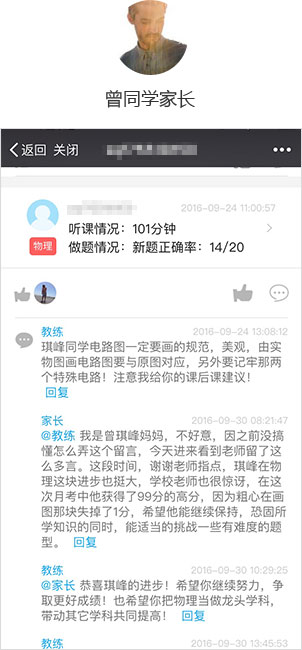 曾同学家长
返回 关闭
2016-09-24 11:00:57
听课情况：101分钟
物理
做题情况：新题正确率：14/20
教练
2016-09-24 13:08:12
琪峰同学电路图一定要画的规范，美观，由实
物图画电路图要与原图对应，另外要记牢那两
个特殊电路！注意我给你的课后课建议！
回复
家长
2016-09-30 08:21:47
@教练 我是曾琪峰妈妈，不好意，因之前没搞
懂怎么弄这个留言，今天进来看到老师留了这
么多言。这段时间，谢谢老师指点，琪峰在物
理这块进步也挺大，学校老师也很惊讶，在这
次月考中他获得了99分的高分，因为粗心在画
图那块失掉了1分，希望他能继续保持，恐固所
学知识的同时，能适当的挑战一些有难度的题
型。 回复
教练
2016-09-30 10:29:25
@家长 恭喜琪峰的进步！希望你继续努力，争
取更好成绩！也希望你把物理当做龙头学科，
带动其它学科共同提高！ 回复
教练
2016-09-30 13:45:53